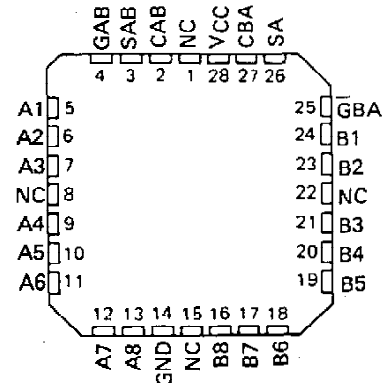 GAB SAB CAB NC VCC CBA SA
4 3 2 1 28 27 26
A1 5 25 G̅BA
A2 6 24 B1
A3 7 23 B2
NC 8 22 NC
A4 9 21 B3
A5 10 20 B4
A6 11 19 B5
12 13 14 15 16 17 18
A7 A8 GND NC B8 B7 B6